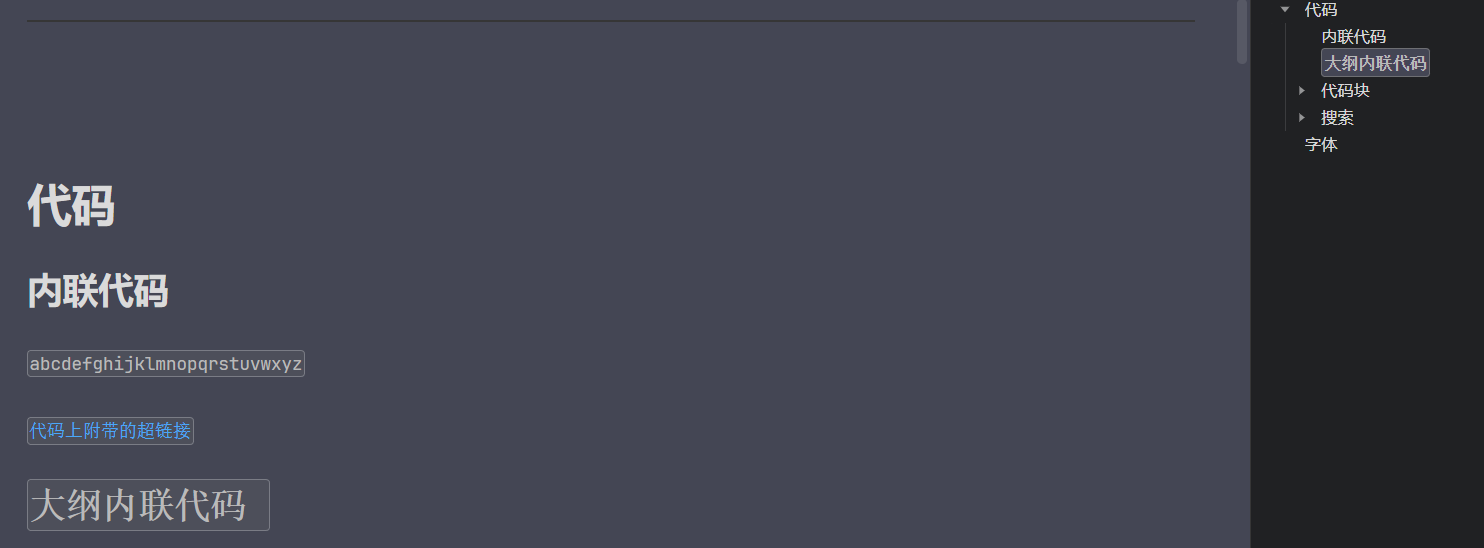 代码
内联代码
abcdefghijklmnopqrstuvwxyz
代码上附带的超链接
大纲内联代码
代码
内联代码
大纲内联代码
代码块
搜索
字体